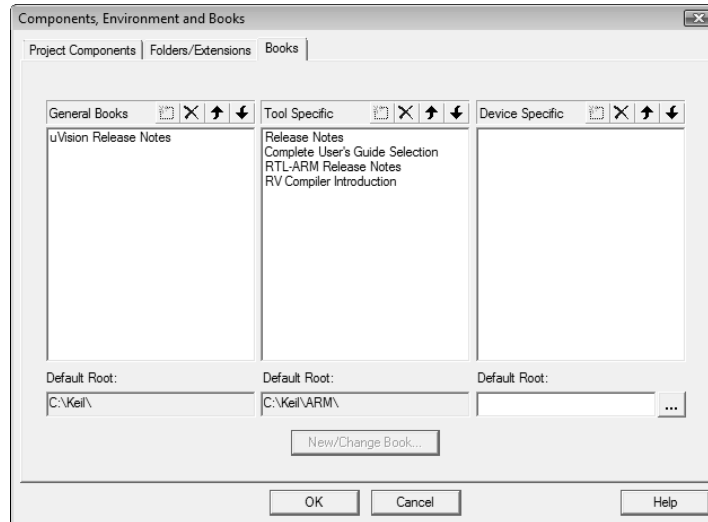 Components, Environment and Books
Project Components
Folders/Extensions
Books
General Books
uVision Release Notes
Default Root:
C:\Keil\
Tool Specific
Release Notes
Complete User's Guide Selection
RTL-ARM Release Notes
RV Compiler Introduction
Default Root:
C:\Keil\ARM\
Device Specific
Default Root:
...
New/Change Book...
OK
Cancel
Help